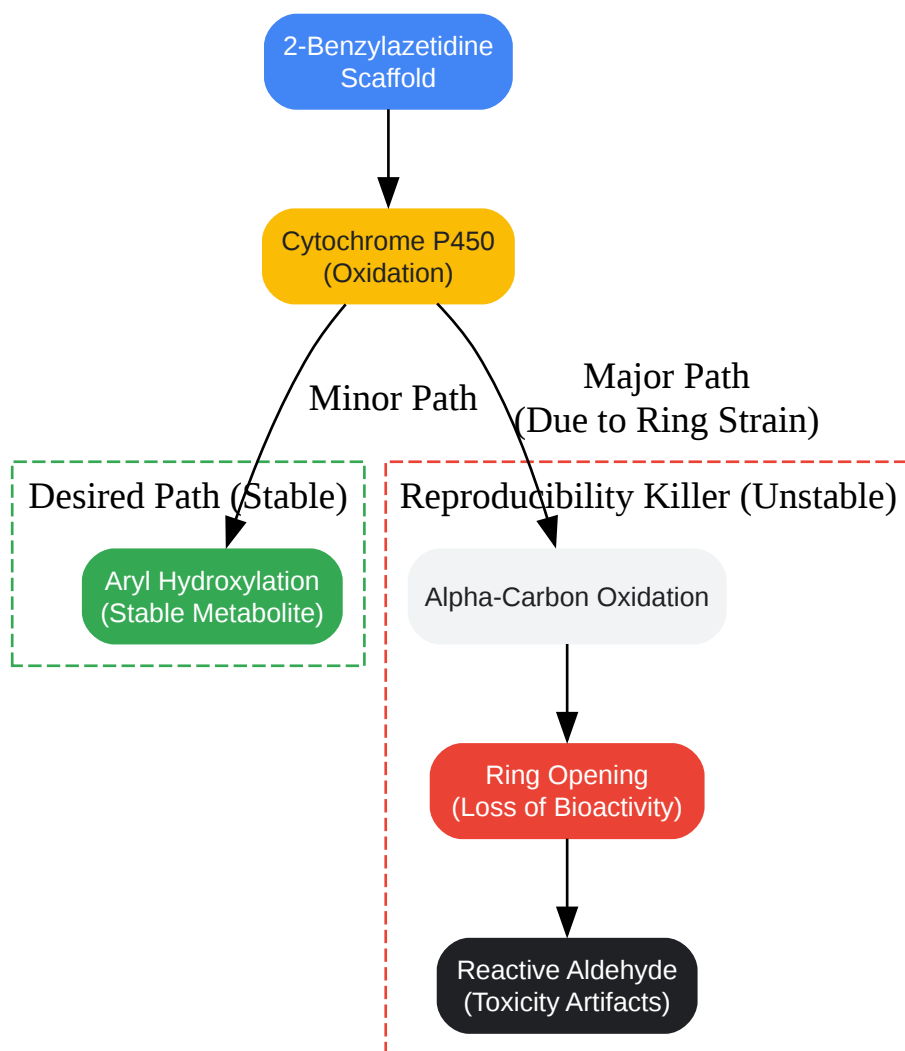 2-Benzylazetidine
Scaffold
Cytochrome P450
(Oxidation)
Minor Path
Major Path
(Due to Ring Strain)
Desired Path (Stable)
Reproducibility Killer (Unstable)
Aryl Hydroxylation
(Stable Metabolite)
Alpha-Carbon Oxidation
Ring Opening
(Loss of Bioactivity)
Reactive Aldehyde
(Toxicity Artifacts)